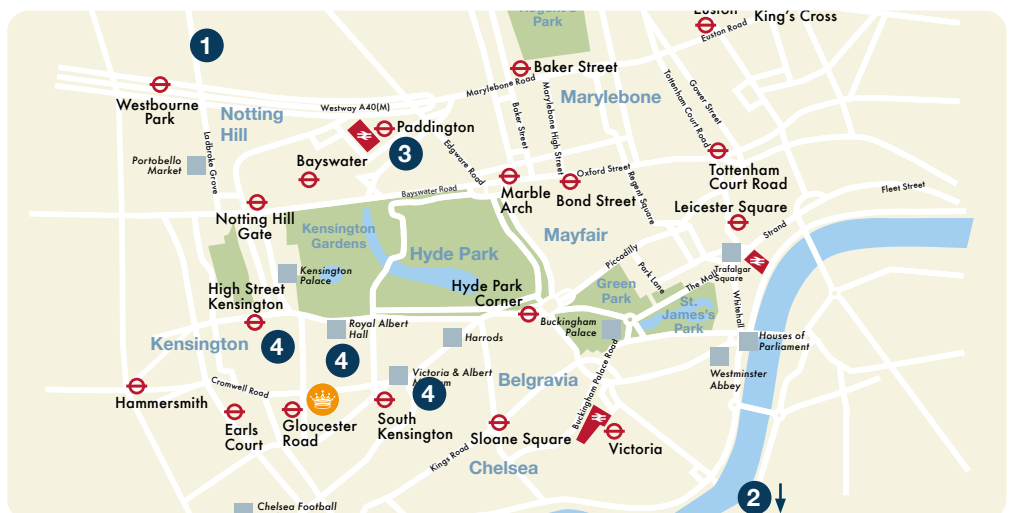 Park
Euston
King's Cross
Euston Road
1
Baker Street
Marylebone Road
Marylebone
Westbourne
Park
Westway A40(M)
Notting
Hill
Paddington
3
Baker Street
Marylebone High Street
Tottenham Court Road
Gower Street
Edgware Road
Ladbroke Grove
Portobello
Market
Bayswater
Bayswater Road
Marble
Arch
Bond Street
Oxford Street
Regent Square
Tottenham
Court Road
Fleet Street
Leicester Square
Strand
Notting Hill
Gate
Kensington
Gardens
Hyde Park
Mayfair
Piccadilly
Park Lane
The Mall
Trafalgar
Square
Kensington
Palace
High Street
Kensington
Hyde Park
Corner
Green
Park
St.
James's
Park
Whitehall
Buckingham
Palace
Houses of
Parliament
Westminster
Abbey
Royal Albert
Hall
Harrods
Kensington
4
4
Victoria & Albert
4
Belgravia
Buckingham Palace Road
Cromwell Road
Hammersmith
Earls
Court
Gloucester
Road
South
Kensington
Sloane Square
Victoria
Kings Road
Chelsea
2
Chelsea Football